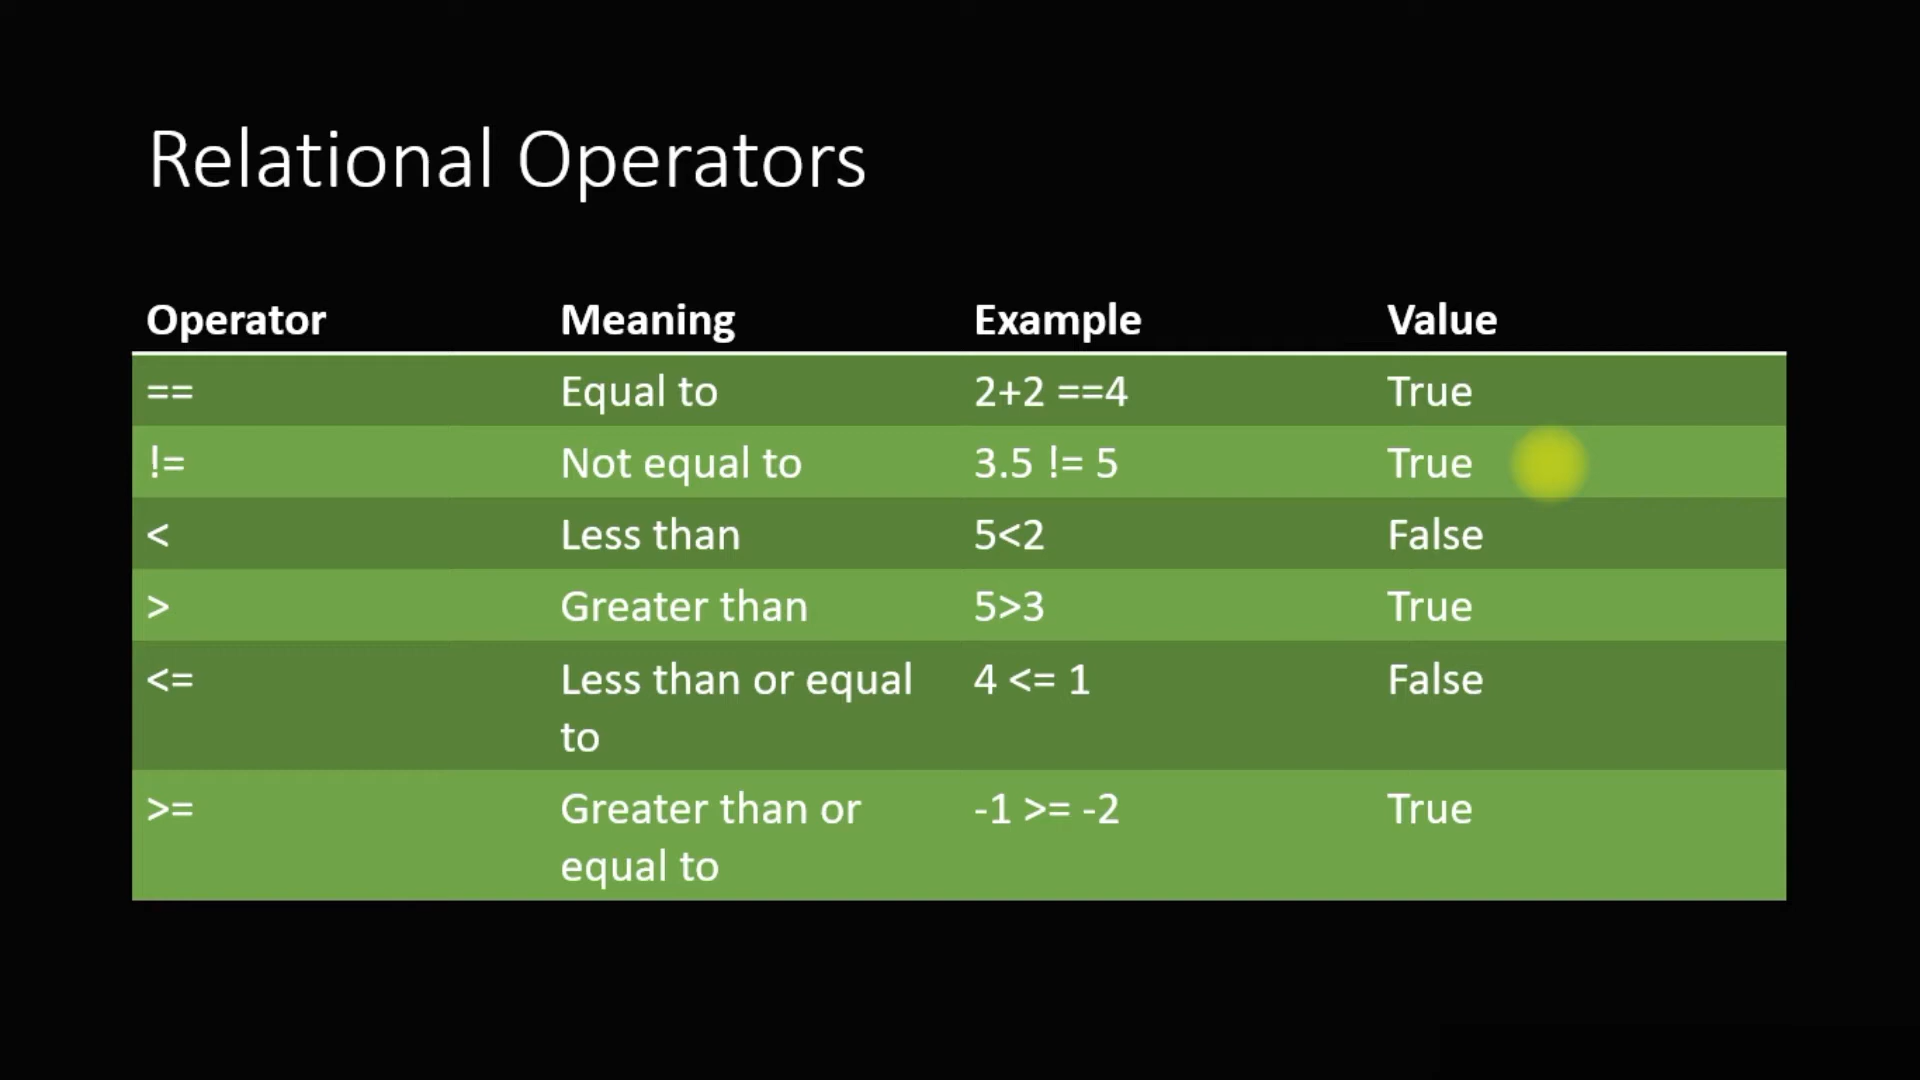 Relational Operators
Operator Meaning Example Value
== Equal to 2+2 ==4 True
!= Not equal to 3.5 != 5 True
< Less than 5<2 False
> Greater than 5>3 True
<= Less than or equal 4 <= 1 False
to
>= Greater than or -1 >= -2 True
equal to